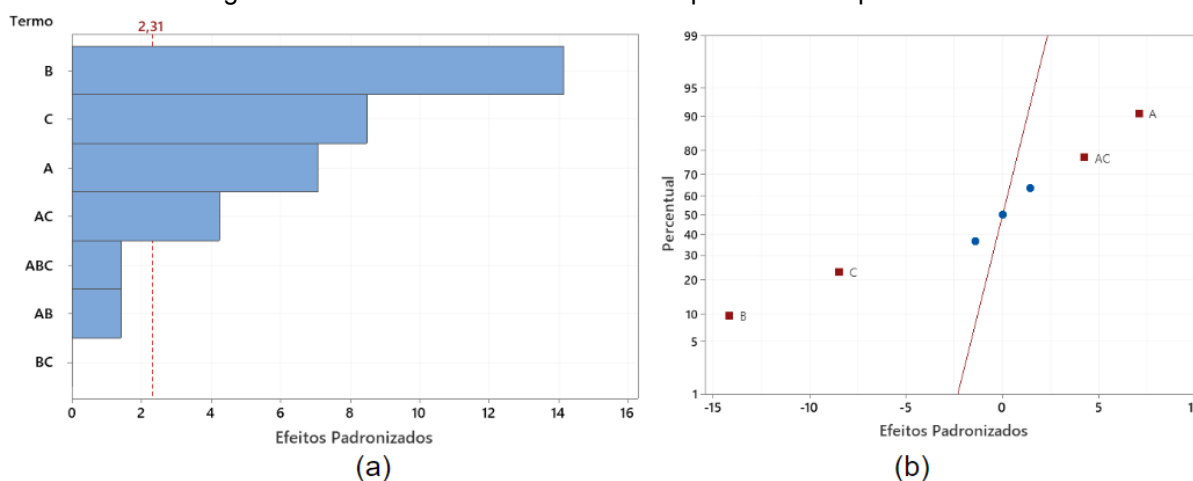 Termo
2,31
B
C
A
AC
ABC
AB
BC
0 2 4 6 8 10 12 14 16
Efeitos Padronizados
(a)
99
95
90
80
70
60
50
40
30
20
10
5
1
Percentual
A
AC
C
B
-15 -10 -5 0 5
Efeitos Padronizados
(b)